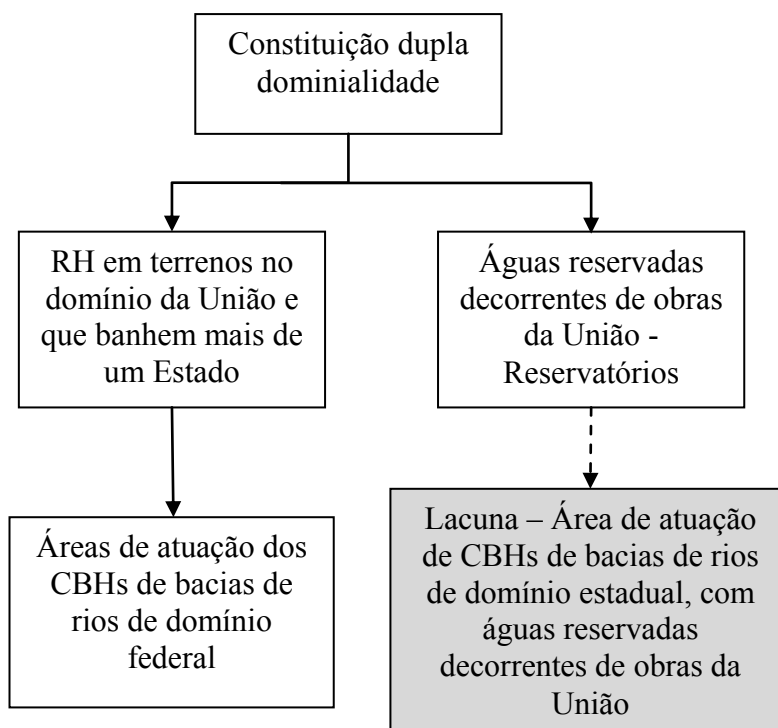 Constituição dupla
dominialidade
RH em terrenos no
domínio da União e
que banhem mais de
um Estado
Águas reservadas
decorrentes de obras
da União -
Reservatórios
Áreas de atuação dos
CBHs de bacias de
rios de domínio
federal
Lacuna – Área de atuação
de CBHs de bacias de rios
de domínio estadual, com
águas reservadas
decorrentes de obras da
União